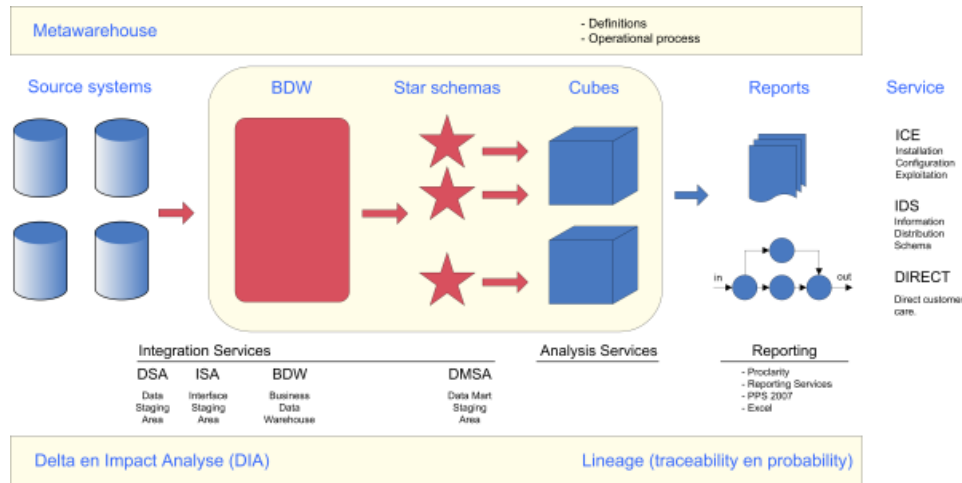 Metawarehouse
- Definitions
- Operational process
Source systems
BDW
Star schemas
Cubes
Reports
Service
ICE
Installation
Configuration
Exploitation
IDS
Information
Distribution
Schema
in
out
DIRECT
Direct custome
care.
Integration Services
Analysis Services
Reporting
DSA
ISA
BDW
DMSA
Data
Staging
Area
Interface
Staging
Area
Business
Data
Warehouse
Data Mart
Staging
Area
- Proclarity
- Reporting Services
- PPS 2007
- Excel
Delta en Impact Analyse (DIA)
Lineage (traceability en probability)